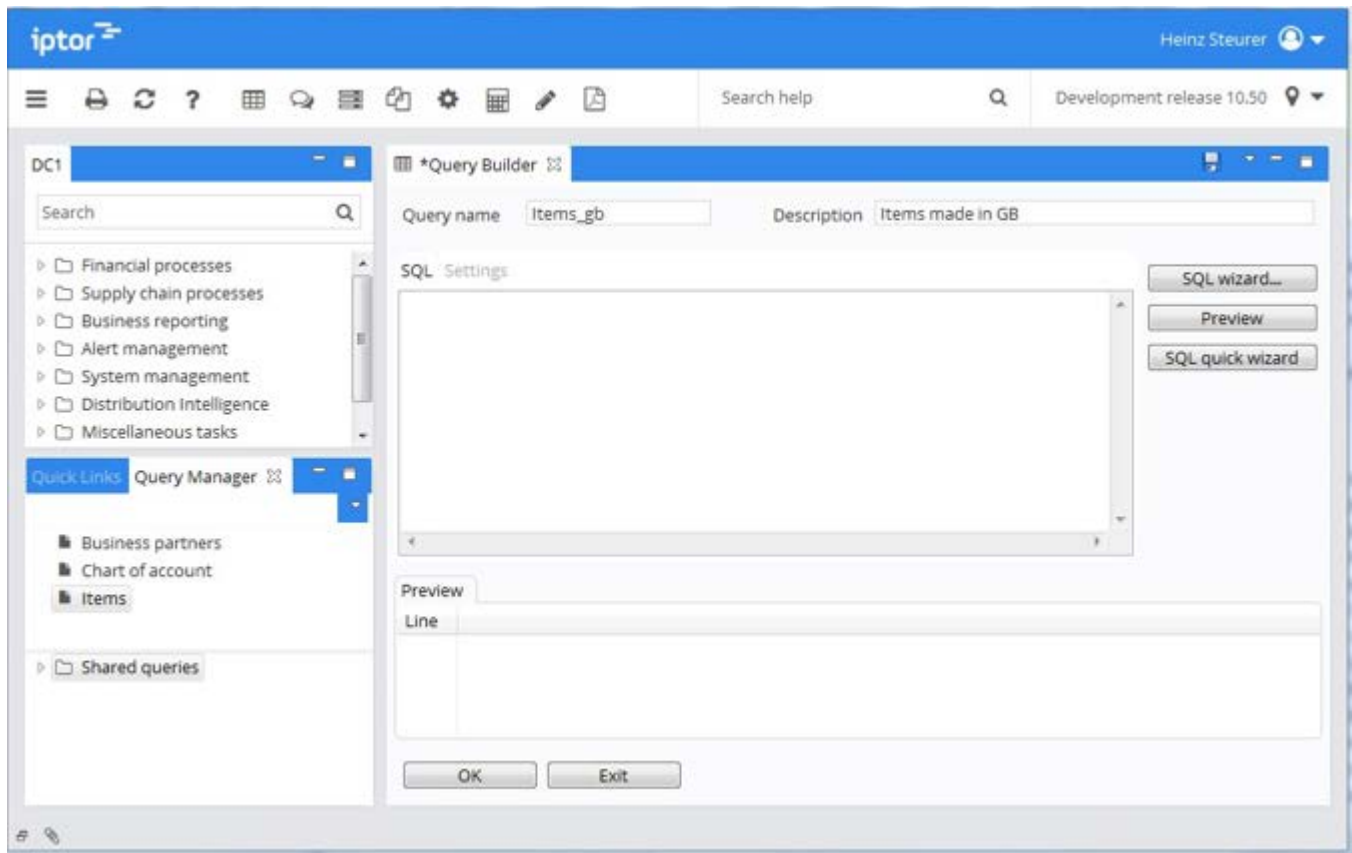 iptor
Heinz Steurer
Search help
Development release 10.50
DC1
Search
Financial processes
Supply chain processes
Business reporting
Alert management
System management
Distribution Intelligence
Miscellaneous tasks
Quick Links Query Manager
Business partners
Chart of account
Items
Shared queries
*Query Builder
Query name Items_gb Description Items made in GB
SQL Settings
SQL wizard...
Preview
SQL quick wizard
Preview
Line
OK Exit